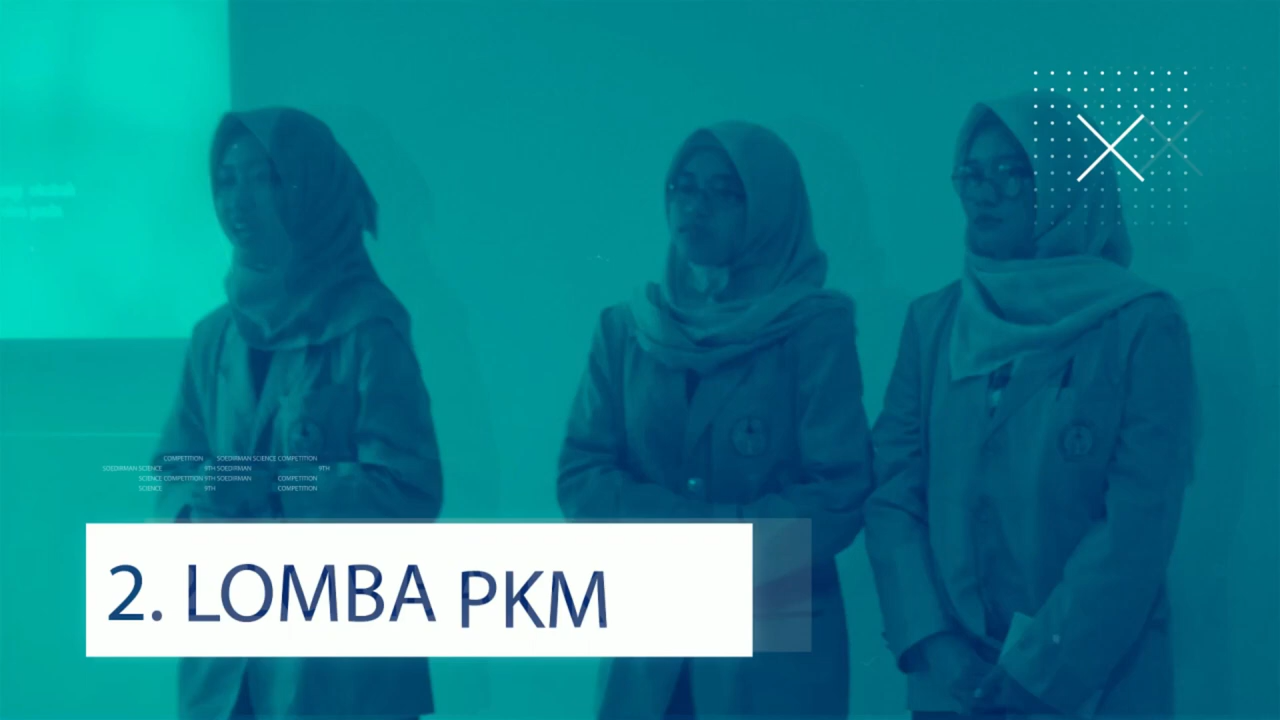 COMPETITION SOEDIRMAN SCIENCE COMPETITION
SOEDIRMAN SCIENCE 9TH SOEDIRMAN 9TH
SCIENCE COMPETITION 9TH SOEDIRMAN COMPETITION
SCIENCE 9TH COMPETITION
2. LOMBA PKM